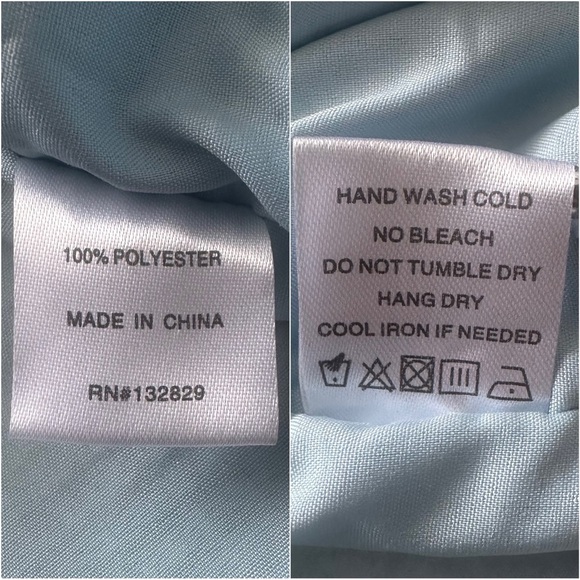 100% POLYESTER
MADE IN CHINA
RN#132829
HAND WASH COLD
NO BLEACH
DO NOT TUMBLE DRY
HANG DRY
COOL IRON IF NEEDED